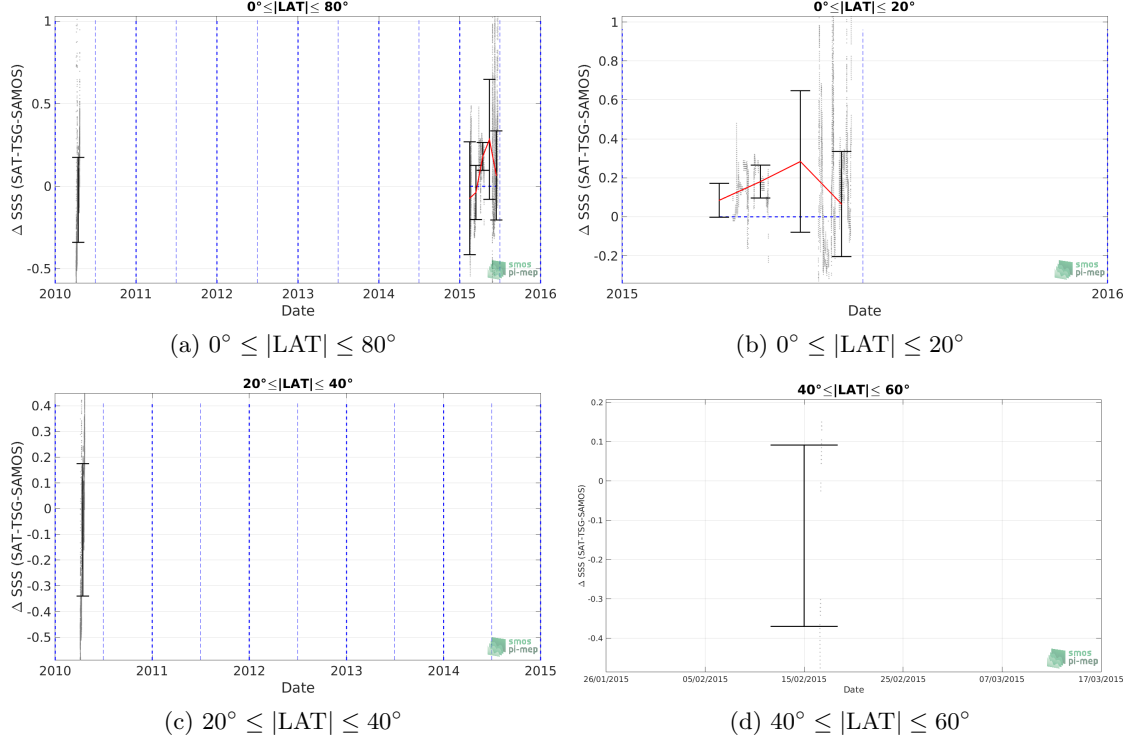 0°≤|LAT|≤ 80°
Δ SSS (SAT-TSG-SAMOS)
1
0.5
0
-0.5
2010 2011 2012 2013 2014 2015 2016
Date
smos
pi-mep
(a) 0° ≤ |LAT| ≤ 80°
0°≤|LAT|≤ 20°
Δ SSS (SAT-TSG-SAMOS)
1
0.8
0.6
0.4
0.2
0
-0.2
2015 2016
Date
smos
pi-mep
(b) 0° ≤ |LAT| ≤ 20°
20°≤|LAT|≤ 40°
Δ SSS (SAT-TSG-SAMOS)
0.4
0.3
0.2
0.1
0
-0.1
-0.2
-0.3
-0.4
-0.5
2010 2011 2012 2013 2014 2015
Date
smos
pi-mep
(c) 20° ≤ |LAT| ≤ 40°
40°≤|LAT|≤ 60°
Δ SSS (SAT-TSG-SAMOS)
0.2
0.1
0
-0.1
-0.2
-0.3
-0.4
26/01/2015 05/02/2015 15/02/2015 25/02/2015 07/03/2015 17/03/2015
Date
smos
pi-mep
(d) 40° ≤ |LAT| ≤ 60°